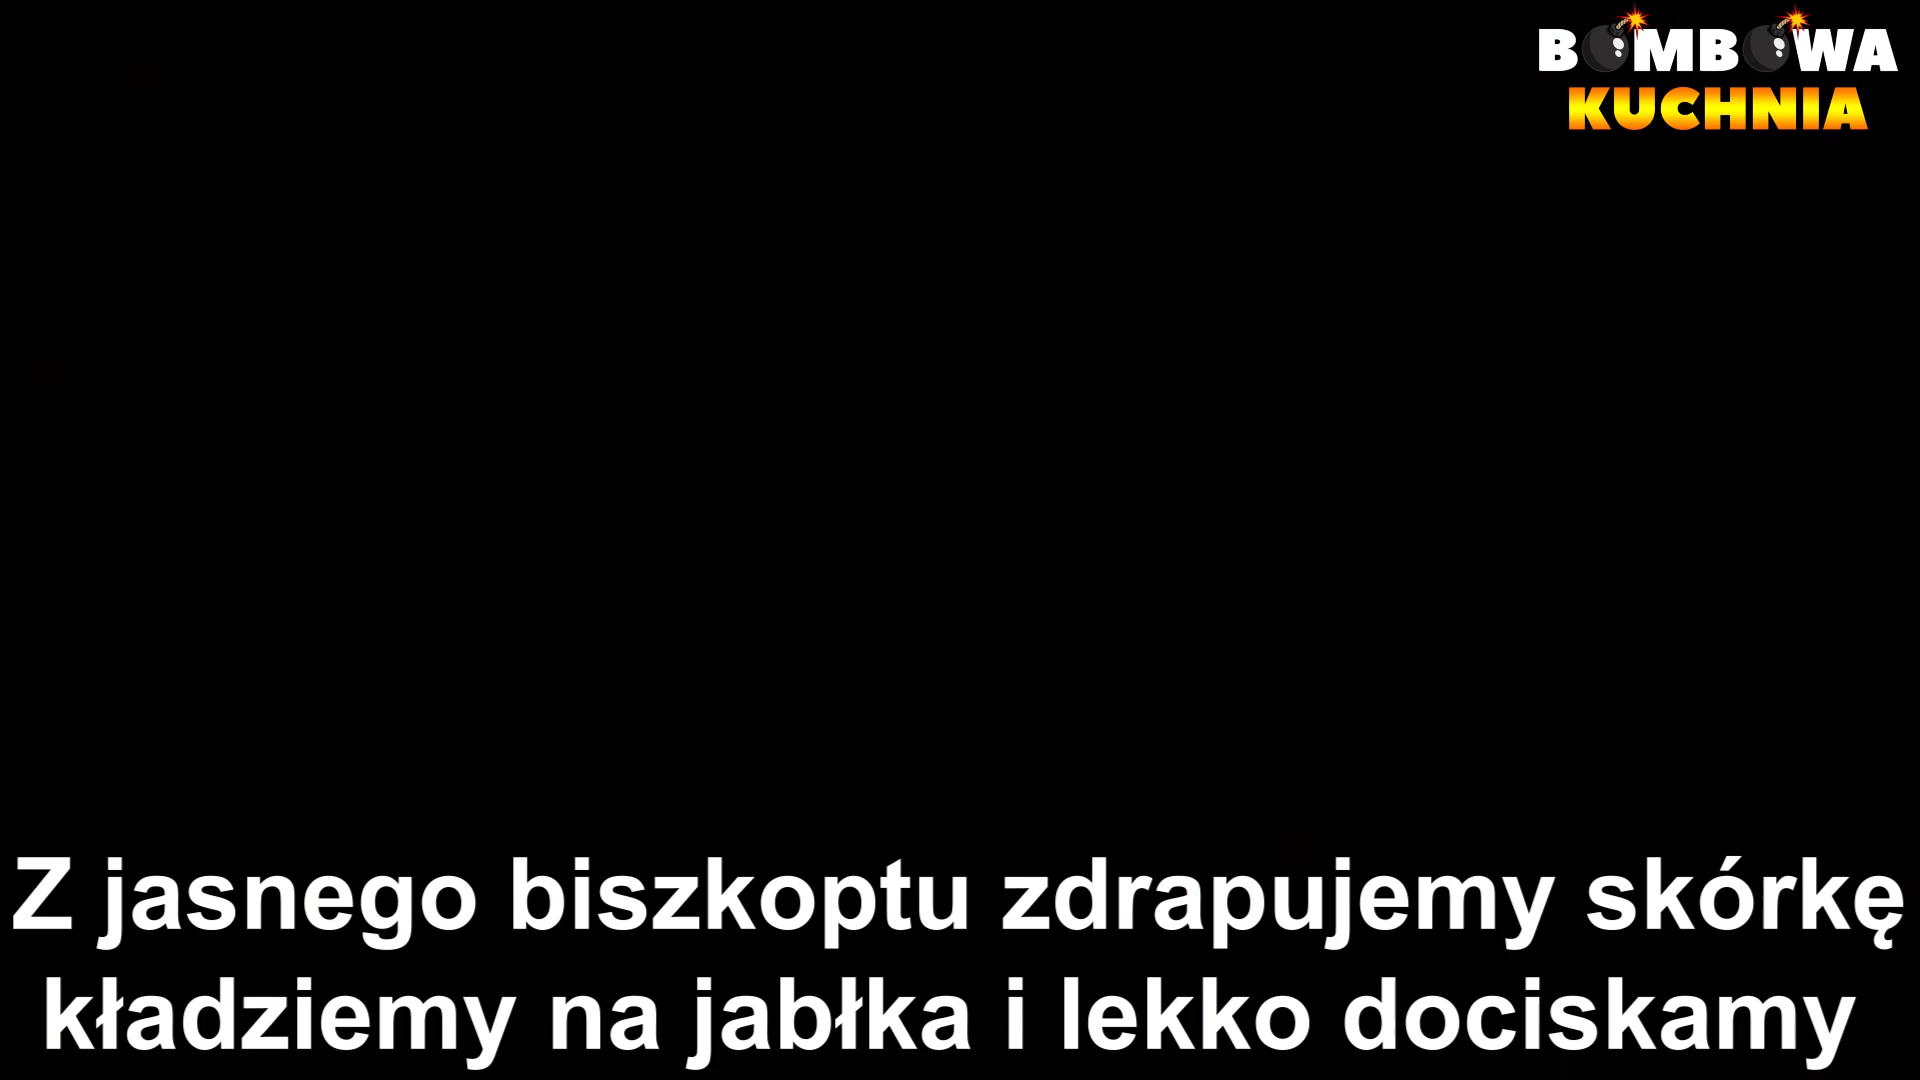 BOMBOWA
KUCHNIA
Z jasnego biszkoptu zdrapujemy skórkę
kładziemy na jabłka i lekko dociskamy